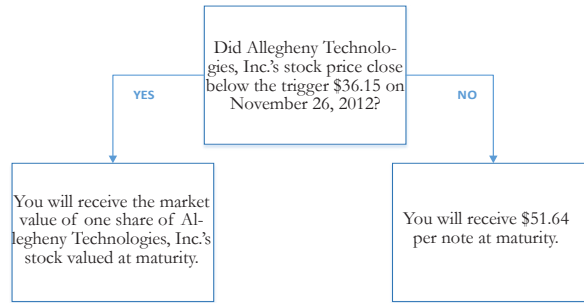 Did Allegheny Technolo-
gies, Inc.'s stock price close
below the trigger $36.15 on
November 26, 2012?
YES
NO
You will receive the market
value of one share of Al-
legheny Technologies, Inc.'s
stock valued at maturity.
You will receive $51.64
per note at maturity.